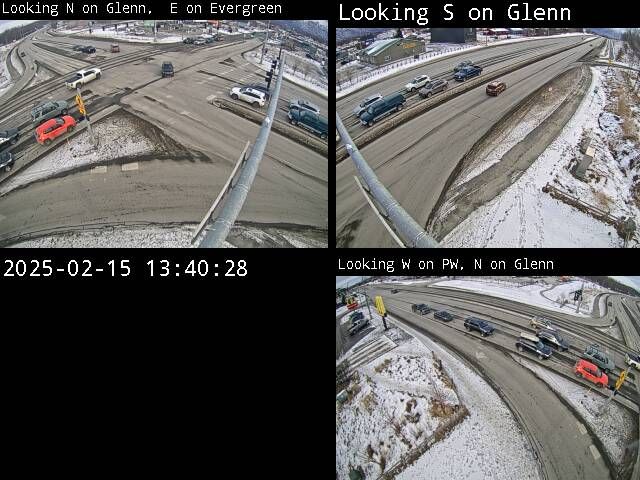 Looking N on Glenn,  E on Evergreen
Looking S on Glenn
2025-02-15 13:40:28
Looking W on PW, N on Glenn